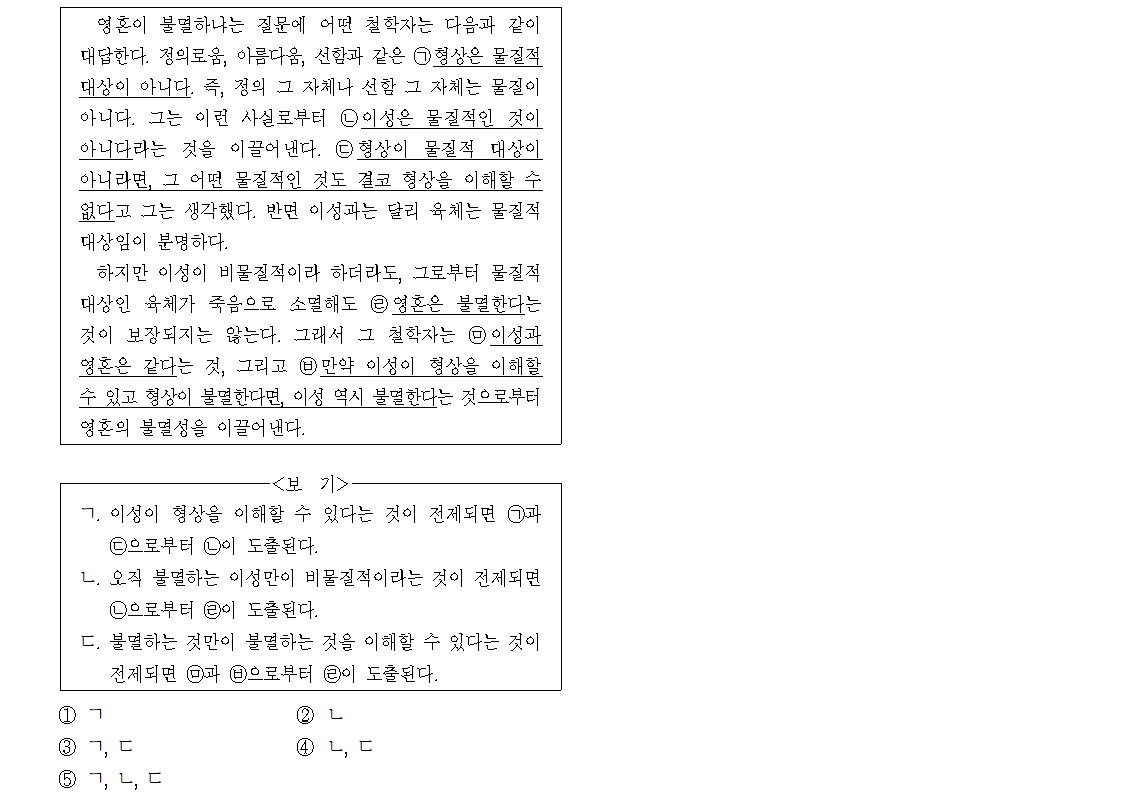 영혼이 불멸하냐는 질문에 어떤 철학자는 다음과 같이
대답한다. 정의로움, 아름다움, 선함과 같은 ㉠형상은 물질적
대상이 아니다. 즉, 정의 그 자체나 선함 그 자체는 물질이
아니다. 그는 이런 사실로부터 ㉡이성은 물질적인 것이
아니다라는 것을 이끌어낸다. ㉢형상이 물질적 대상이
아니라면, 그 어떤 물질적인 것도 결코 형상을 이해할 수
없다고 그는 생각했다. 반면 이성과는 달리 육체는 물질적
대상임이 분명하다.
하지만 이성이 비물질적이라 하더라도, 그로부터 물질적
대상인 육체가 죽음으로 소멸해도 ㉣영혼은 불멸한다는
것이 보장되지는 않는다. 그래서 그 철학자는 ㉤이성과
영혼은 같다는 것, 그리고 ㉥만약 이성이 형상을 이해할
수 있고 형상이 불멸한다면, 이성 역시 불멸한다는 것으로부터
영혼의 불멸성을 이끌어낸다.
<보 기>
ㄱ. 이성이 형상을 이해할 수 있다는 것이 전제되면 ㉠과
㉢으로부터 ㉡이 도출된다.
ㄴ. 오직 불멸하는 이성만이 비물질적이라는 것이 전제되면
㉡으로부터 ㉣이 도출된다.
ㄷ. 불멸하는 것만이 불멸하는 것을 이해할 수 있다는 것이
전제되면 ㉤과 ㉥으로부터 ㉣이 도출된다.
① ㄱ ② ㄴ
③ ㄱ, ㄷ ④ ㄴ, ㄷ
⑤ ㄱ, ㄴ, ㄷ